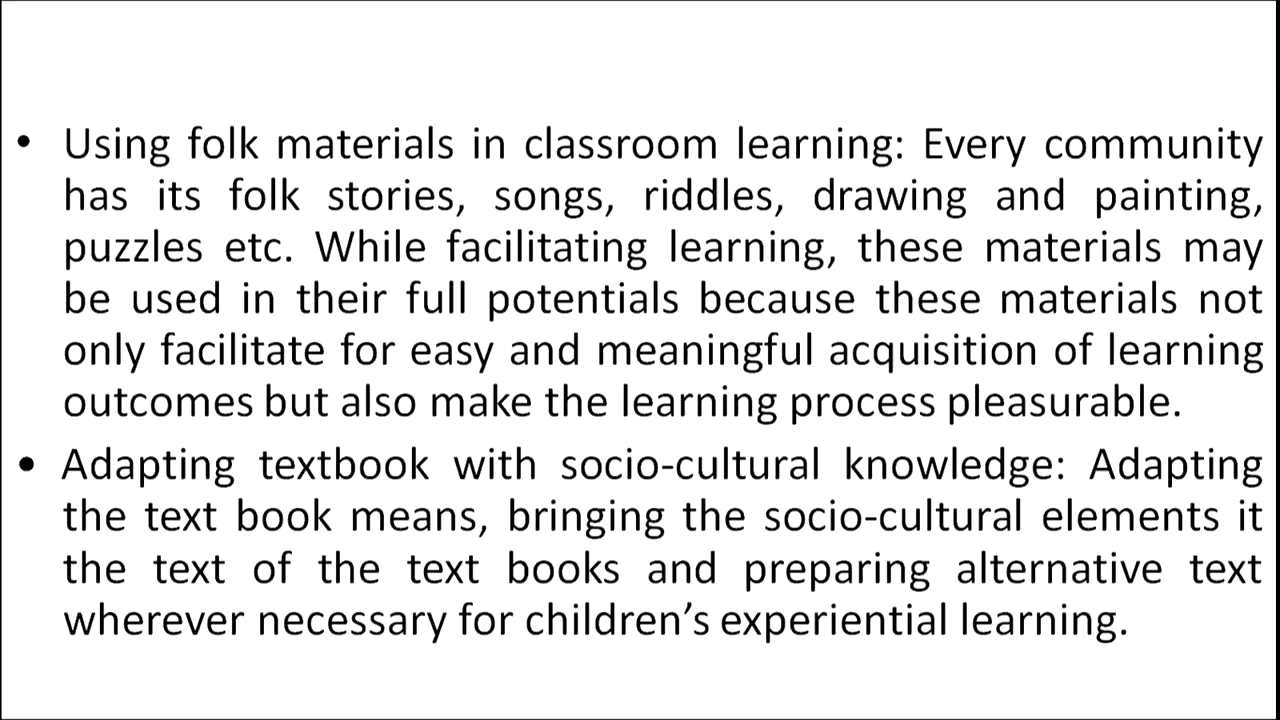 • Using folk materials in classroom learning: Every community
has its folk stories, songs, riddles, drawing and painting,
puzzles etc. While facilitating learning, these materials may
be used in their full potentials because these materials not
only facilitate for easy and meaningful acquisition of learning
outcomes but also make the learning process pleasurable.
• Adapting textbook with socio-cultural knowledge: Adapting
the text book means, bringing the socio-cultural elements it
the text of the text books and preparing alternative text
wherever necessary for children’s experiential learning.